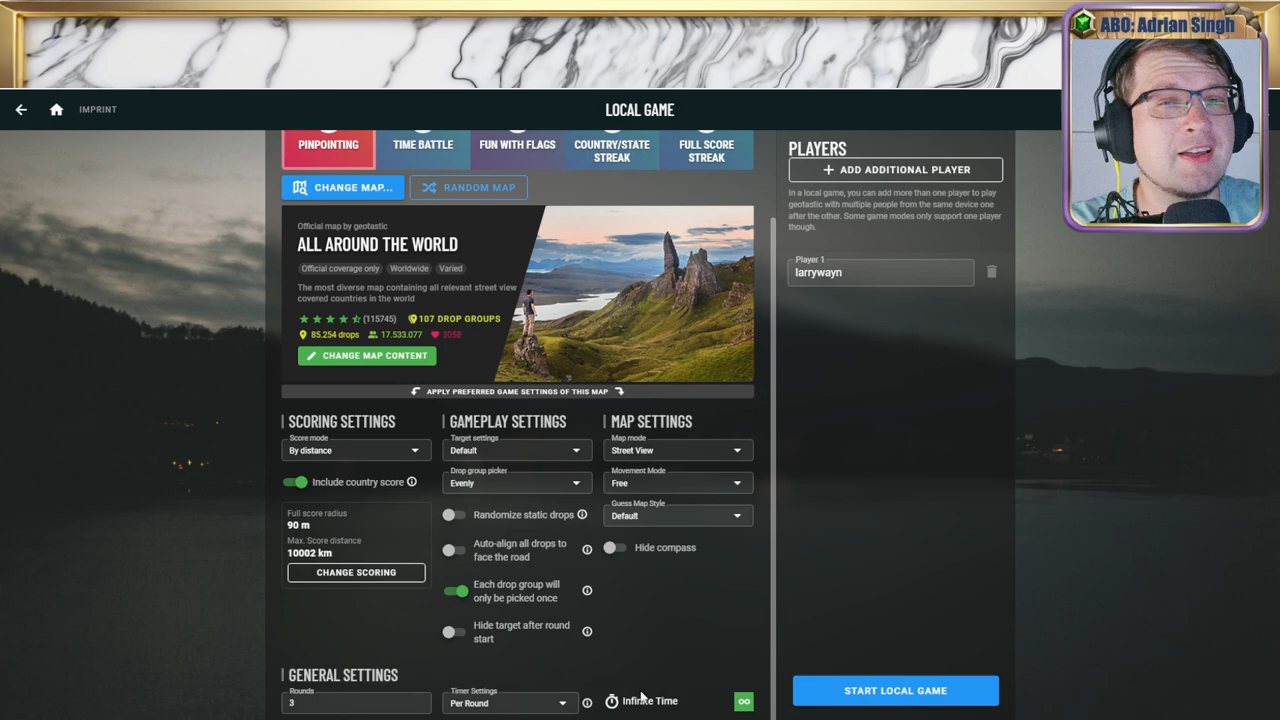 ABO: Adrian Singh
IMPRINT
LOCAL GAME
PINPOINTING
TIME BATTLE
FUN WITH FLAGS
COUNTRY/STATE
STREAK
FULL SCORE
STREAK
CHANGE MAP...
RANDOM MAP
Official map by geotastic
ALL AROUND THE WORLD
Official coverage only
Worldwide
Varied
The most diverse map containing all relevant street view
covered countries in the world
(115745)
107 DROP GROUPS
85.254 drops
17.533.077
3058
CHANGE MAP CONTENT
APPLY PREFERRED GAME SETTINGS OF THIS MAP
SCORING SETTINGS
Score mode
By distance
Include country score
Full score radius
90 m
Max. Score distance
10002 km
CHANGE SCORING
GAMEPLAY SETTINGS
Target settings
Default
Drop group picker
Evenly
Randomize static drops
Auto-align all drops to
face the road
Each drop group will
only be picked once
Hide target after round
start
MAP SETTINGS
Map mode
Street View
Movement Mode
Free
Guess Map Style
Default
Hide compass
GENERAL SETTINGS
Rounds
3
Timer Settings
Per Round
Infinite Time
PLAYERS
ADD ADDITIONAL PLAYER
In a local game, you can add more than one player to play
geotastic with multiple people from the same device one
after the other. Some game modes only support one player
though.
Player 1
larrywayn
START LOCAL GAME